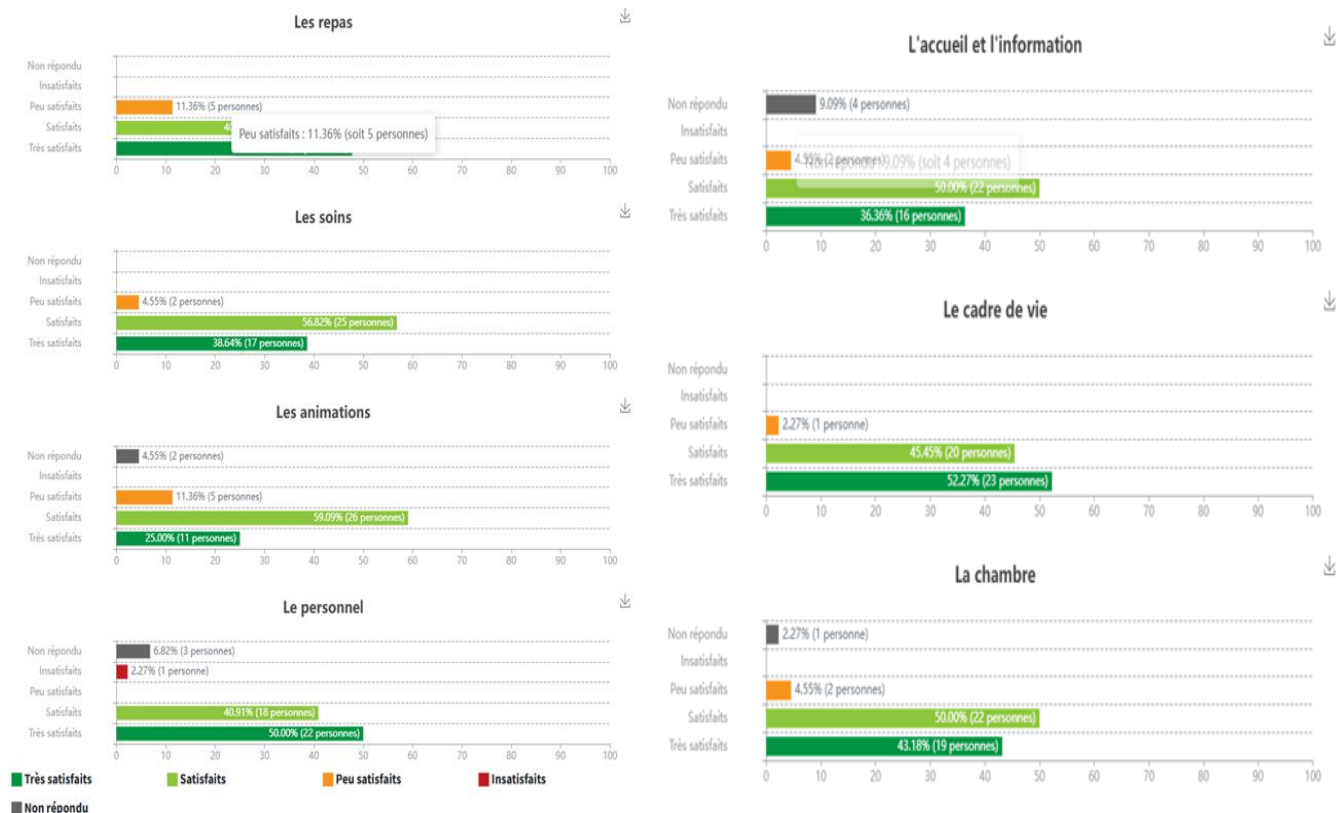 Les repas
Non répondu
Insatisfaits
Peu satisfaits
11.36% (5 personnes)
Satisfaits
Peu satisfaits : 11.36% (soit 5 personnes)
Très satisfaits
0 10 20 30 40 50 60 70 80 90 100
Les soins
Non répondu
Insatisfaits
Peu satisfaits
4.55% (2 personnes)
Satisfaits
56.82% (25 personnes)
Très satisfaits
38.64% (17 personnes)
0 10 20 30 40 50 60 70 80 90 100
Les animations
Non répondu
4.55% (2 personnes)
Insatisfaits
Peu satisfaits
11.36% (5 personnes)
Satisfaits
59.09% (26 personnes)
Très satisfaits
25.00% (11 personnes)
0 10 20 30 40 50 60 70 80 90 100
Le personnel
Non répondu
6.82% (3 personnes)
Insatisfaits
2.27% (1 personne)
Peu satisfaits
Satisfaits
40.91% (18 personnes)
Très satisfaits
50.00% (22 personnes)
0 10 20 30 40 50 60 70 80 90 100
Très satisfaits
Satisfaits
Peu satisfaits
Insatisfaits
Non répondu
L'accueil et l'information
Non répondu
9.09% (4 personnes)
Insatisfaits
Peu satisfaits
4.55% (2 personnes)
Non répondu : 9.09% (soit 4 personnes)
Satisfaits
50.00% (22 personnes)
Très satisfaits
36.36% (16 personnes)
0 10 20 30 40 50 60 70 80 90 100
Le cadre de vie
Non répondu
Insatisfaits
Peu satisfaits
2.27% (1 personne)
Satisfaits
45.45% (20 personnes)
Très satisfaits
52.27% (23 personnes)
0 10 20 30 40 50 60 70 80 90 100
La chambre
Non répondu
2.27% (1 personne)
Insatisfaits
Peu satisfaits
4.55% (2 personnes)
Satisfaits
50.00% (22 personnes)
Très satisfaits
43.18% (19 personnes)
0 10 20 30 40 50 60 70 80 90 100